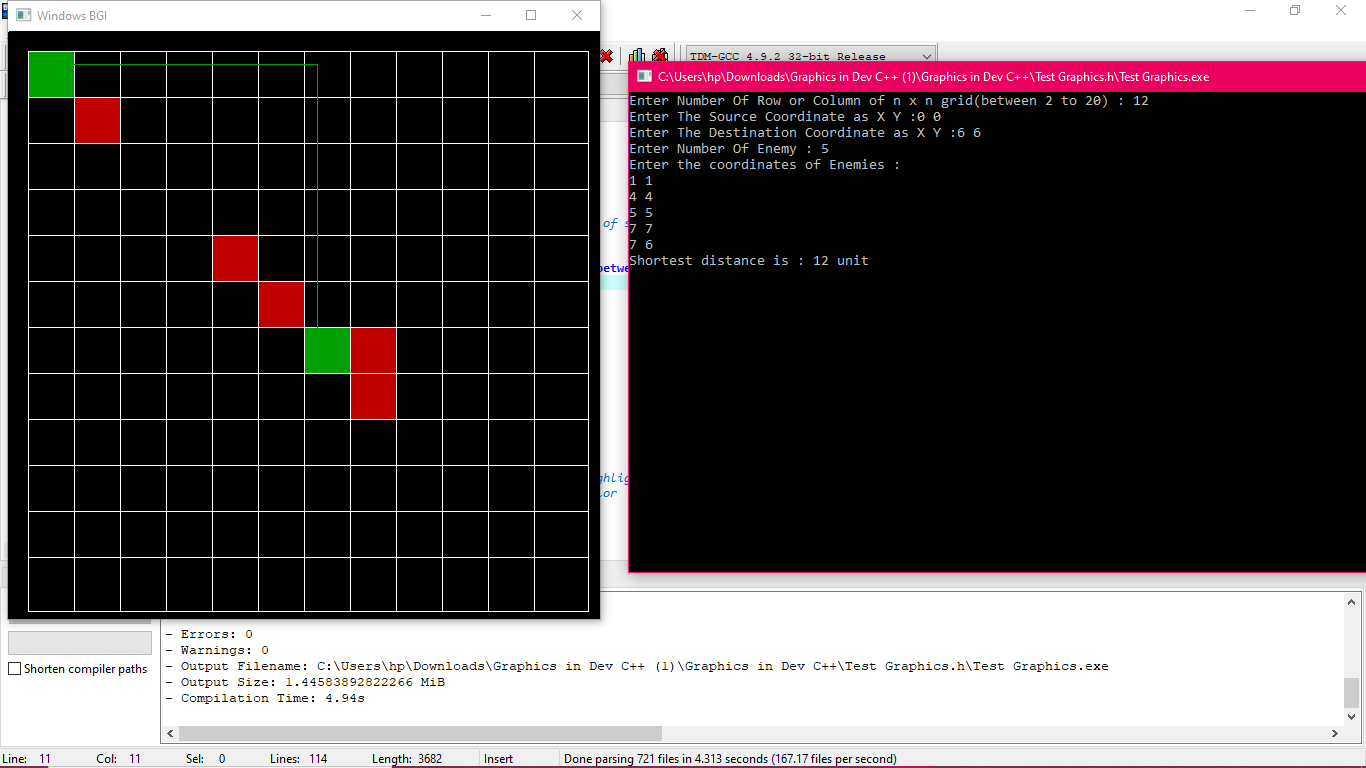 Windows BGI
TDM-GCC 4.9.2 32-bit Release
C:\Users\hp\Downloads\Graphics in Dev C++ (1)\Graphics in Dev C++\Test Graphics.h\Test Graphics.exe
Enter Number Of Row or Column of n x n grid(between 2 to 20) : 12
Enter The Source Coordinate as X Y :0 0
Enter The Destination Coordinate as X Y :6 6
Enter Number Of Enemy : 5
Enter the coordinates of Enemies :
1 1
4 4
5 5
7 7
7 6
Shortest distance is : 12 unit
of
- Errors: 0
- Warnings: 0
- Output Filename: C:\Users\hp\Downloads\Graphics in Dev C++ (1)\Graphics in Dev C++\Test Graphics.h\Test Graphics.exe
- Output Size: 1.44583892822266 MiB
- Compilation Time: 4.94s
Shorten compiler paths
Line: 11 Col: 11 Sel: 0 Lines: 114 Length: 3682 Insert Done parsing 721 files in 4.313 seconds (167.17 files per second)